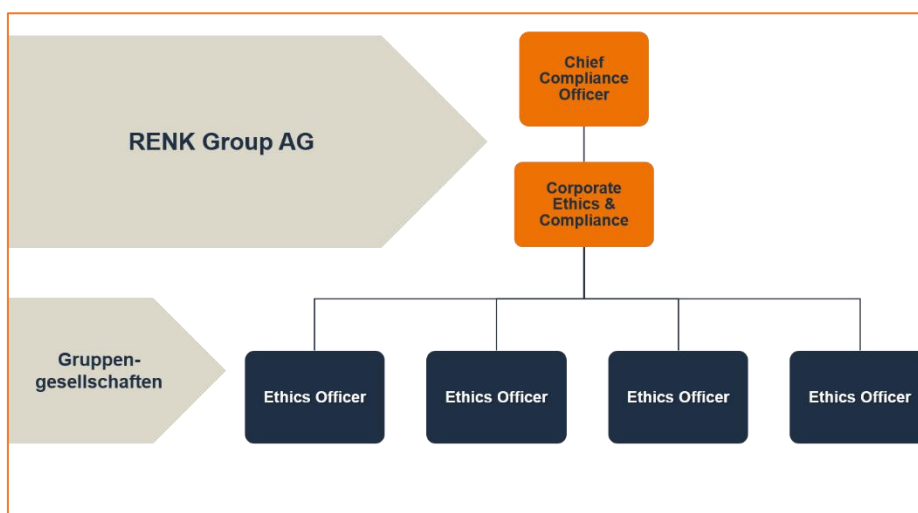 Chief
Compliance
Officer
RENK Group AG
Corporate
Ethics &
Compliance
Gruppen-
gesellschaften
Ethics Officer
Ethics Officer
Ethics Officer
Ethics Officer